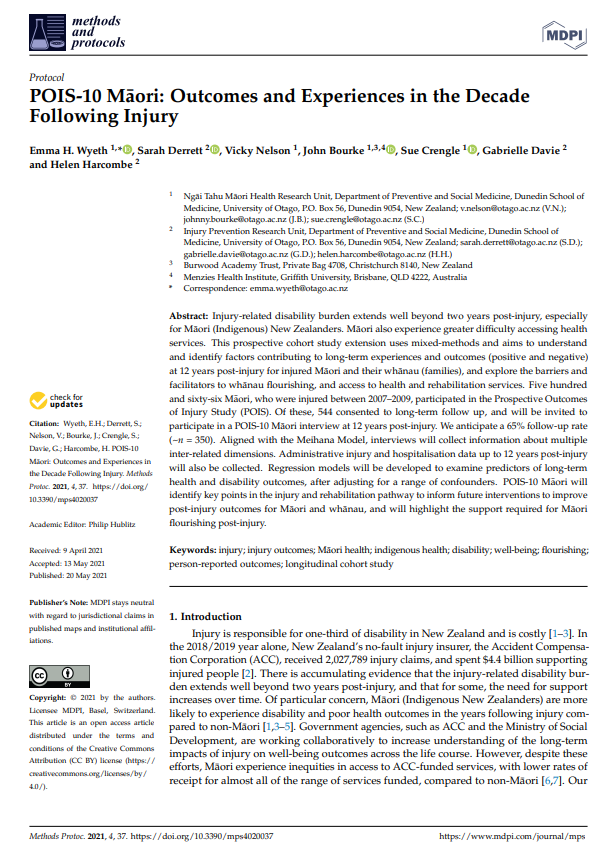 methods
and
protocols
MDPI
Protocol
POIS-10 Māori: Outcomes and Experiences in the Decade
Following Injury
Emma H. Wyeth 1,*, Sarah Derrett 2, Vicky Nelson 1, John Bourke 1,3,4, Sue Crengle 1, Gabrielle Davie 2
and Helen Harcombe 2
1 Ngāi Tahu Māori Health Research Unit, Department of Preventive and Social Medicine, Dunedin School of
Medicine, University of Otago, P.O. Box 56, Dunedin 9054, New Zealand; v.nelson@otago.ac.nz (V.N.);
johnny.bourke@otago.ac.nz (J.B.); sue.crengle@otago.ac.nz (S.C.)
2 Injury Prevention Research Unit, Department of Preventive and Social Medicine, Dunedin School of
Medicine, University of Otago, P.O. Box 56, Dunedin 9054, New Zealand; sarah.derrett@otago.ac.nz (S.D.);
gabrielle.davie@otago.ac.nz (G.D.); helen.harcombe@otago.ac.nz (H.H.)
3 Burwood Academy Trust, Private Bag 4708, Christchurch 8140, New Zealand
4 Menzies Health Institute, Griffith University, Brisbane, QLD 4222, Australia
* Correspondence: emma.wyeth@otago.ac.nz
Abstract: Injury-related disability burden extends well beyond two years post-injury, especially
for Māori (Indigenous) New Zealanders. Māori also experience greater difficulty accessing health
services. This prospective cohort study extension uses mixed-methods and aims to understand
and identify factors contributing to long-term experiences and outcomes (positive and negative)
at 12 years post-injury for injured Māori and their whānau (families), and explore the barriers and
facilitators to whānau flourishing, and access to health and rehabilitation services. Five hundred
and sixty-six Māori, who were injured between 2007–2009, participated in the Prospective Outcomes
of Injury Study (POIS). Of these, 544 consented to long-term follow up, and will be invited to
participate in a POIS-10 Māori interview at 12 years post-injury. We anticipate a 65% follow-up rate
(~n = 350). Aligned with the Meihana Model, interviews will collect information about multiple
inter-related dimensions. Administrative injury and hospitalisation data up to 12 years post-injury
will also be collected. Regression models will be developed to examine predictors of long-term
health and disability outcomes, after adjusting for a range of confounders. POIS-10 Māori will
identify key points in the injury and rehabilitation pathway to inform future interventions to improve
post-injury outcomes for Māori and whānau, and will highlight the support required for Māori
flourishing post-injury.
Keywords: injury; injury outcomes; Māori health; indigenous health; disability; well-being; flourishing;
person-reported outcomes; longitudinal cohort study
check for
updates
Citation: Wyeth, E.H.; Derrett, S.;
Nelson, V.; Bourke, J.; Crengle, S.;
Davie, G.; Harcombe, H. POIS-10
Māori: Outcomes and Experiences in
the Decade Following Injury. Methods
Protoc. 2021, 4, 37. https://doi.org/
10.3390/mps4020037
Academic Editor: Philip Hublitz
Received: 9 April 2021
Accepted: 13 May 2021
Published: 20 May 2021
Publisher's Note: MDPI stays neutral
with regard to jurisdictional claims in
published maps and institutional affil-
iations.
cc
BY
Copyright: © 2021 by the authors.
Licensee MDPI, Basel, Switzerland.
This article is an open access article
distributed under the terms and
conditions of the Creative Commons
Attribution (CC BY) license (https://
creativecommons.org/licenses/by/
4.0/).
1. Introduction
Injury is responsible for one-third of disability in New Zealand and is costly [1–3]. In
the 2018/2019 year alone, New Zealand's no-fault injury insurer, the Accident Compensa-
tion Corporation (ACC), received 2,027,789 injury claims, and spent $4.4 billion supporting
injured people [2]. There is accumulating evidence that the injury-related disability bur-
den extends well beyond two years post-injury, and that for some, the need for support
increases over time. Of particular concern, Māori (Indigenous New Zealanders) are more
likely to experience disability and poor health outcomes in the years following injury com-
pared to non-Māori [1,3–5]. Government agencies, such as ACC and the Ministry of Social
Development, are working collaboratively to increase understanding of the long-term
impacts of injury on well-being outcomes across the life course. However, despite these
efforts, Māori experience inequities in access to ACC-funded services, with lower rates of
receipt for almost all of the range of services funded, compared to non-Māori [6,7]. Our
Methods Protoc. 2021, 4, 37. https://doi.org/10.3390/mps4020037
https://www.mdpi.com/journal/mps